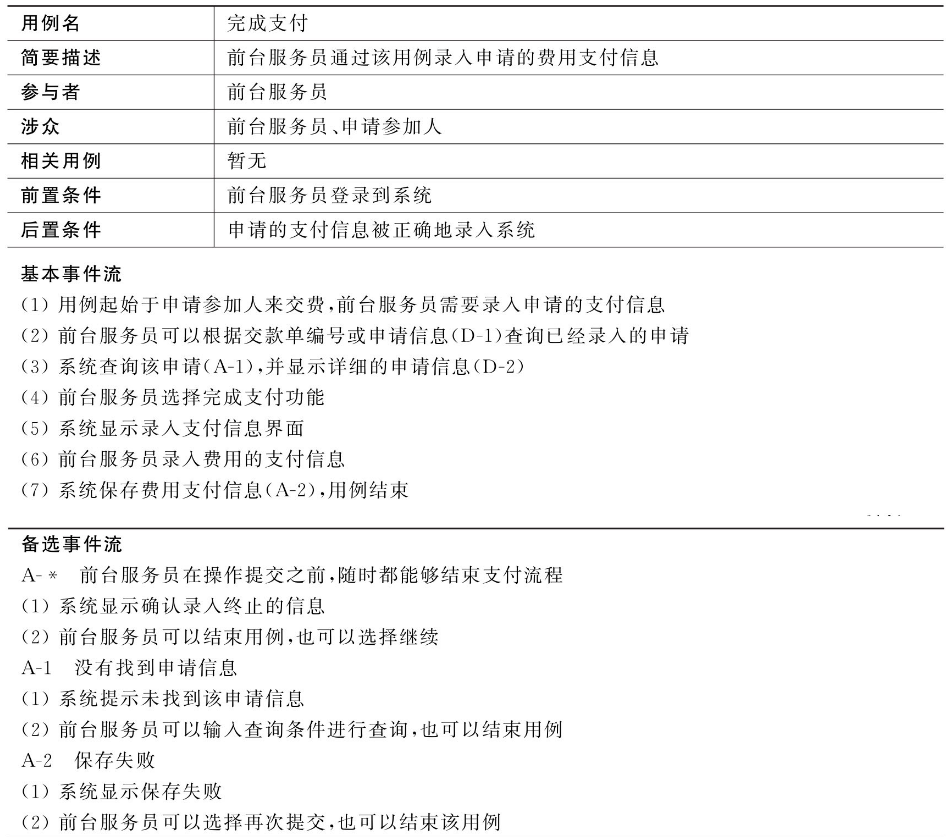 用例名 完成支付
简要描述 前台服务员通过该用例录入申请的费用支付信息
参与者 前台服务员
涉众 前台服务员、申请参加人
相关用例 暂无
前置条件 前台服务员登录到系统
后置条件 申请的支付信息被正确地录入系统
基本事件流
(1) 用例起始于申请参加人来交费,前台服务员需要录入申请的支付信息
(2) 前台服务员可以根据交款单编号或申请信息(D-1)查询已经录入的申请
(3) 系统查询该申请(A-1),并显示详细的申请信息(D-2)
(4) 前台服务员选择完成支付功能
(5) 系统显示录入支付信息界面
(6) 前台服务员录入费用的支付信息
(7) 系统保存费用支付信息(A-2),用例结束
备选事件流
A-* 前台服务员在操作提交之前,随时都能够结束支付流程
(1) 系统显示确认录入终止的信息
(2) 前台服务员可以结束用例,也可以选择继续
A-1 没有找到申请信息
(1) 系统提示未找到该申请信息
(2) 前台服务员可以输入查询条件进行查询,也可以结束用例
A-2 保存失败
(1) 系统显示保存失败
(2) 前台服务员可以选择再次提交,也可以结束该用例